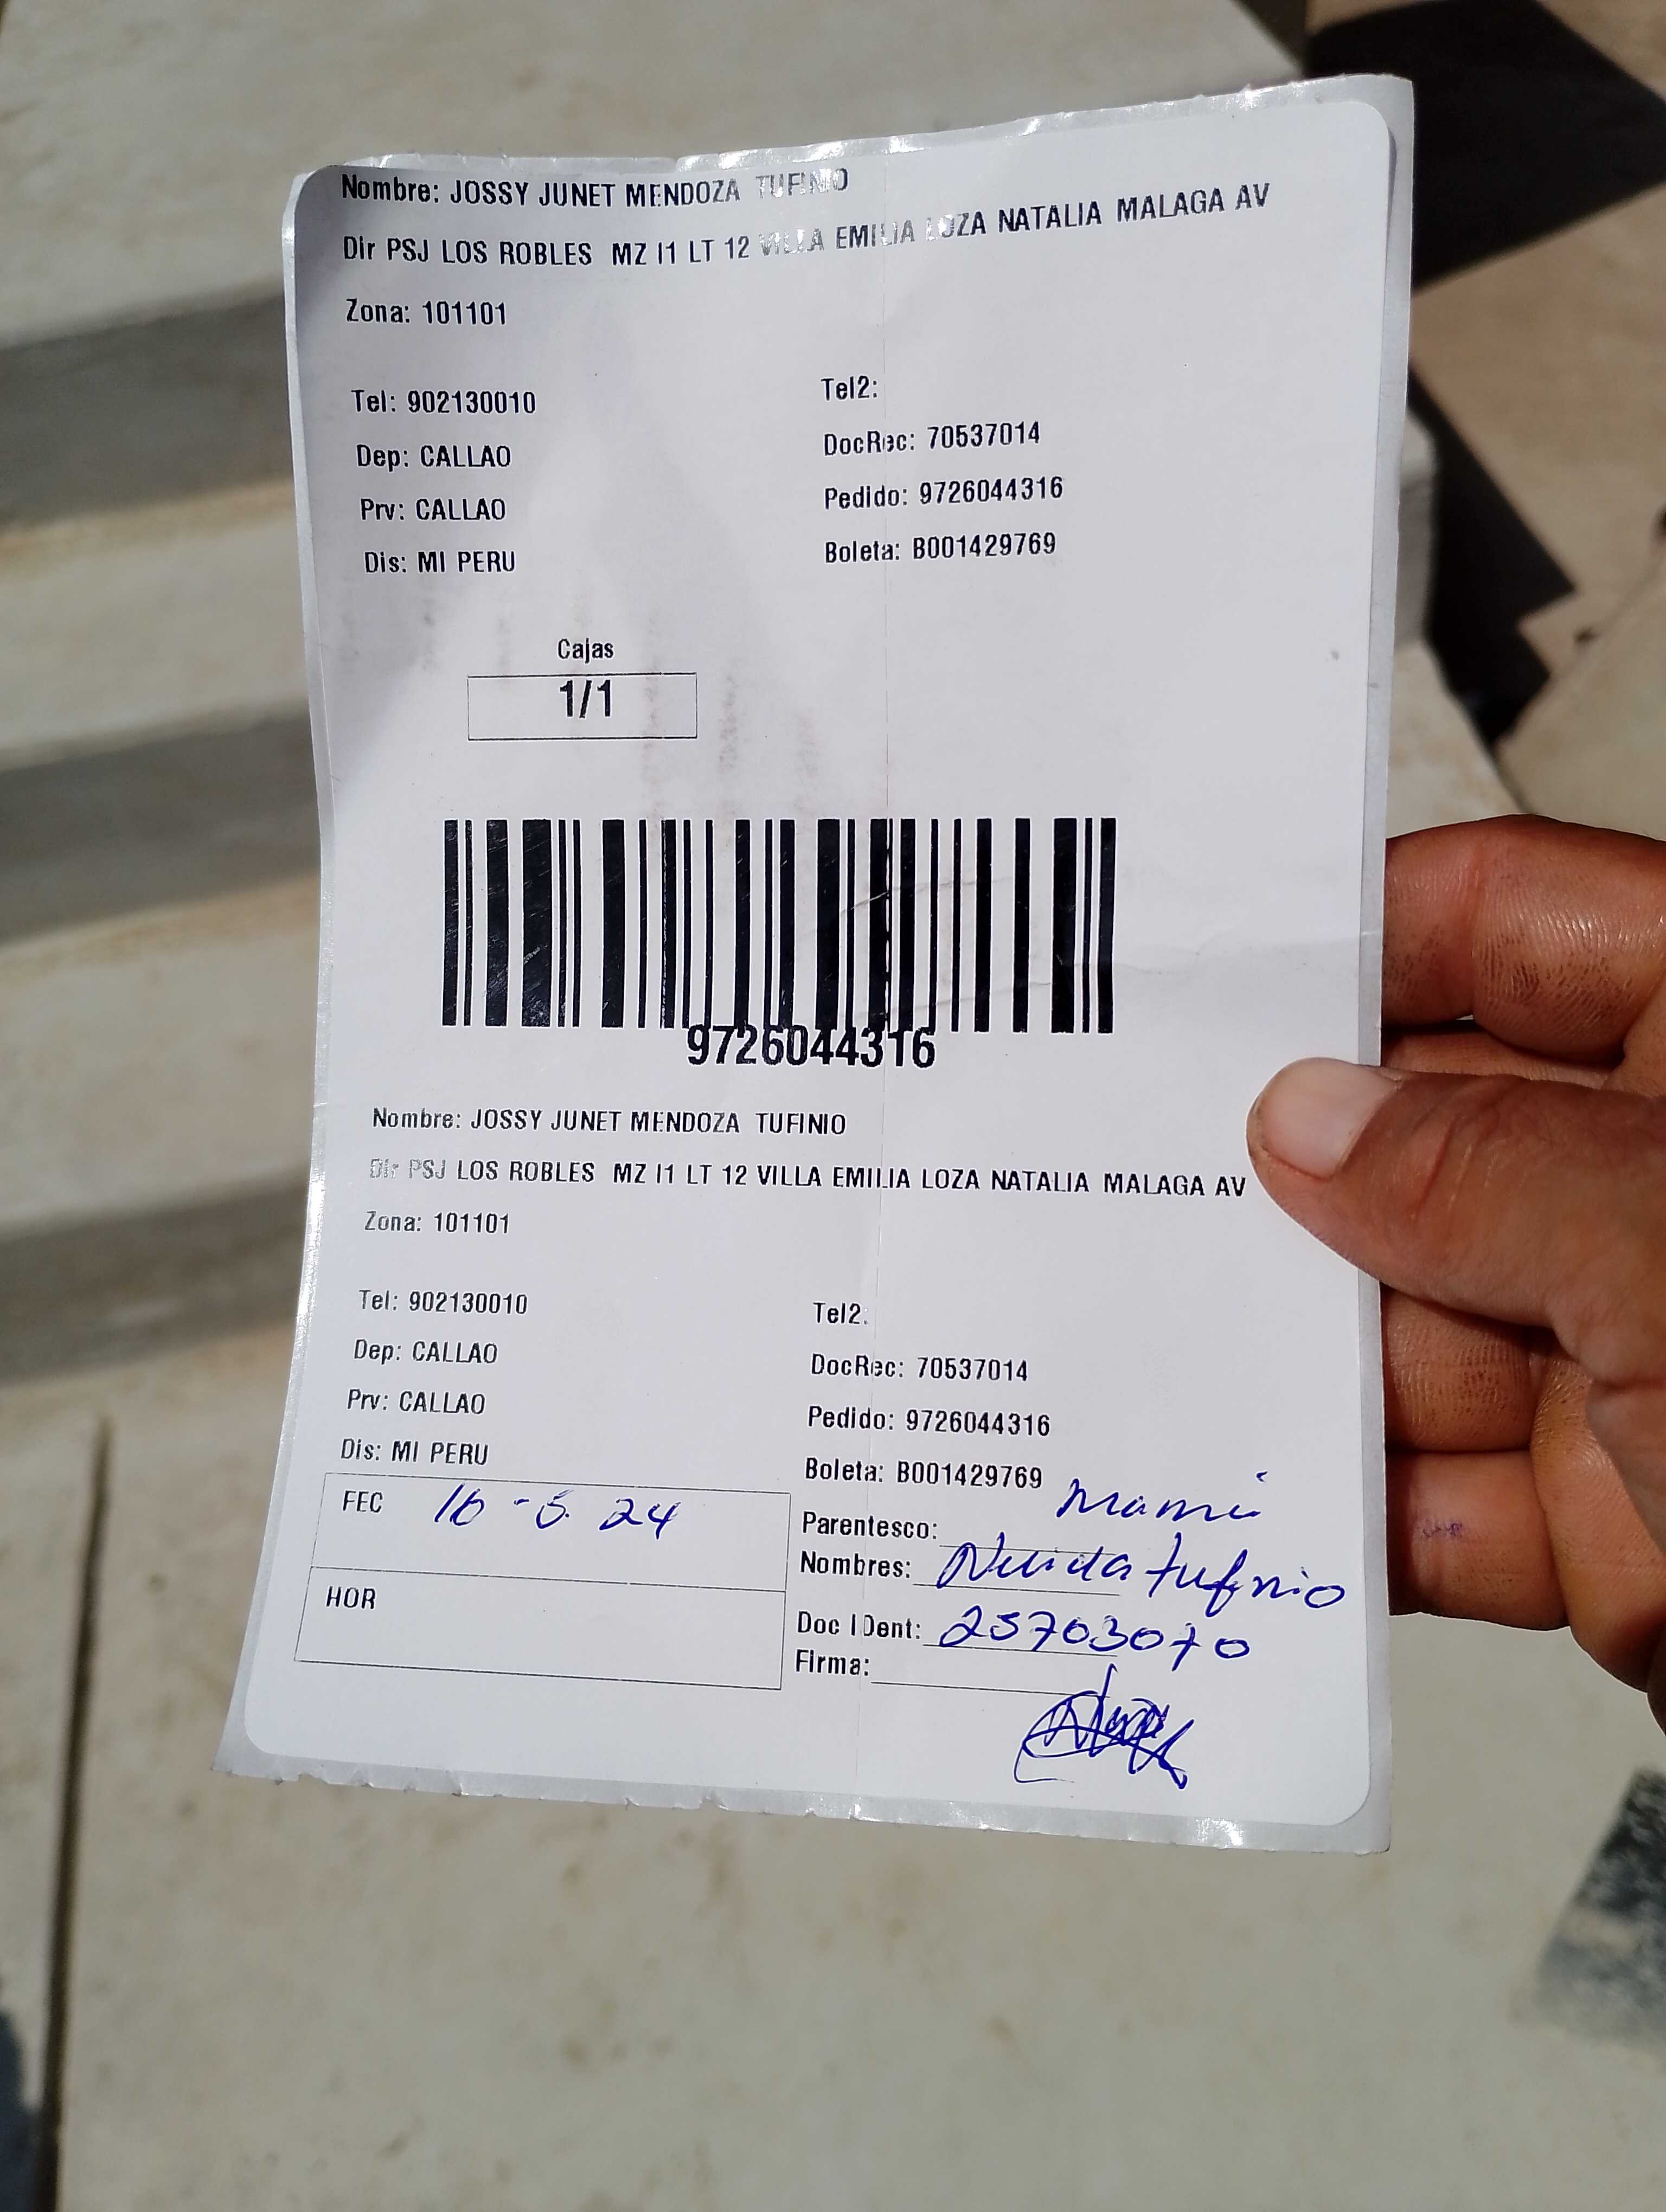 Nombre: JOSSY JUNET MENDOZA TUFINIO
Dir PSJ LOS ROBLES MZ I1 LT 12 VILLA EMILIA LOZA NATALIA MALAGA AV
Zona: 101101
Tel: 902130010
Tel2:
Dep: CALLAO
DocRec: 70537014
Prv: CALLAO
Pedido: 9726044316
Dis: MI PERU
Boleta: B001429769
Cajas
1/1
9726044316
Nombre: JOSSY JUNET MENDOZA TUFINIO
Dir PSJ LOS ROBLES MZ I1 LT 12 VILLA EMILIA LOZA NATALIA MALAGA AV
Zona: 101101
Tel: 902130010
Tel2:
Dep: CALLAO
DocRec: 70537014
Prv: CALLAO
Pedido: 9726044316
Dis: MI PERU
Boleta: B001429769
FEC 16-5.24
Parentesco: mamá
Nombres: Nelida tufinio
HOR
Doc IDent: 25703070
Firma: